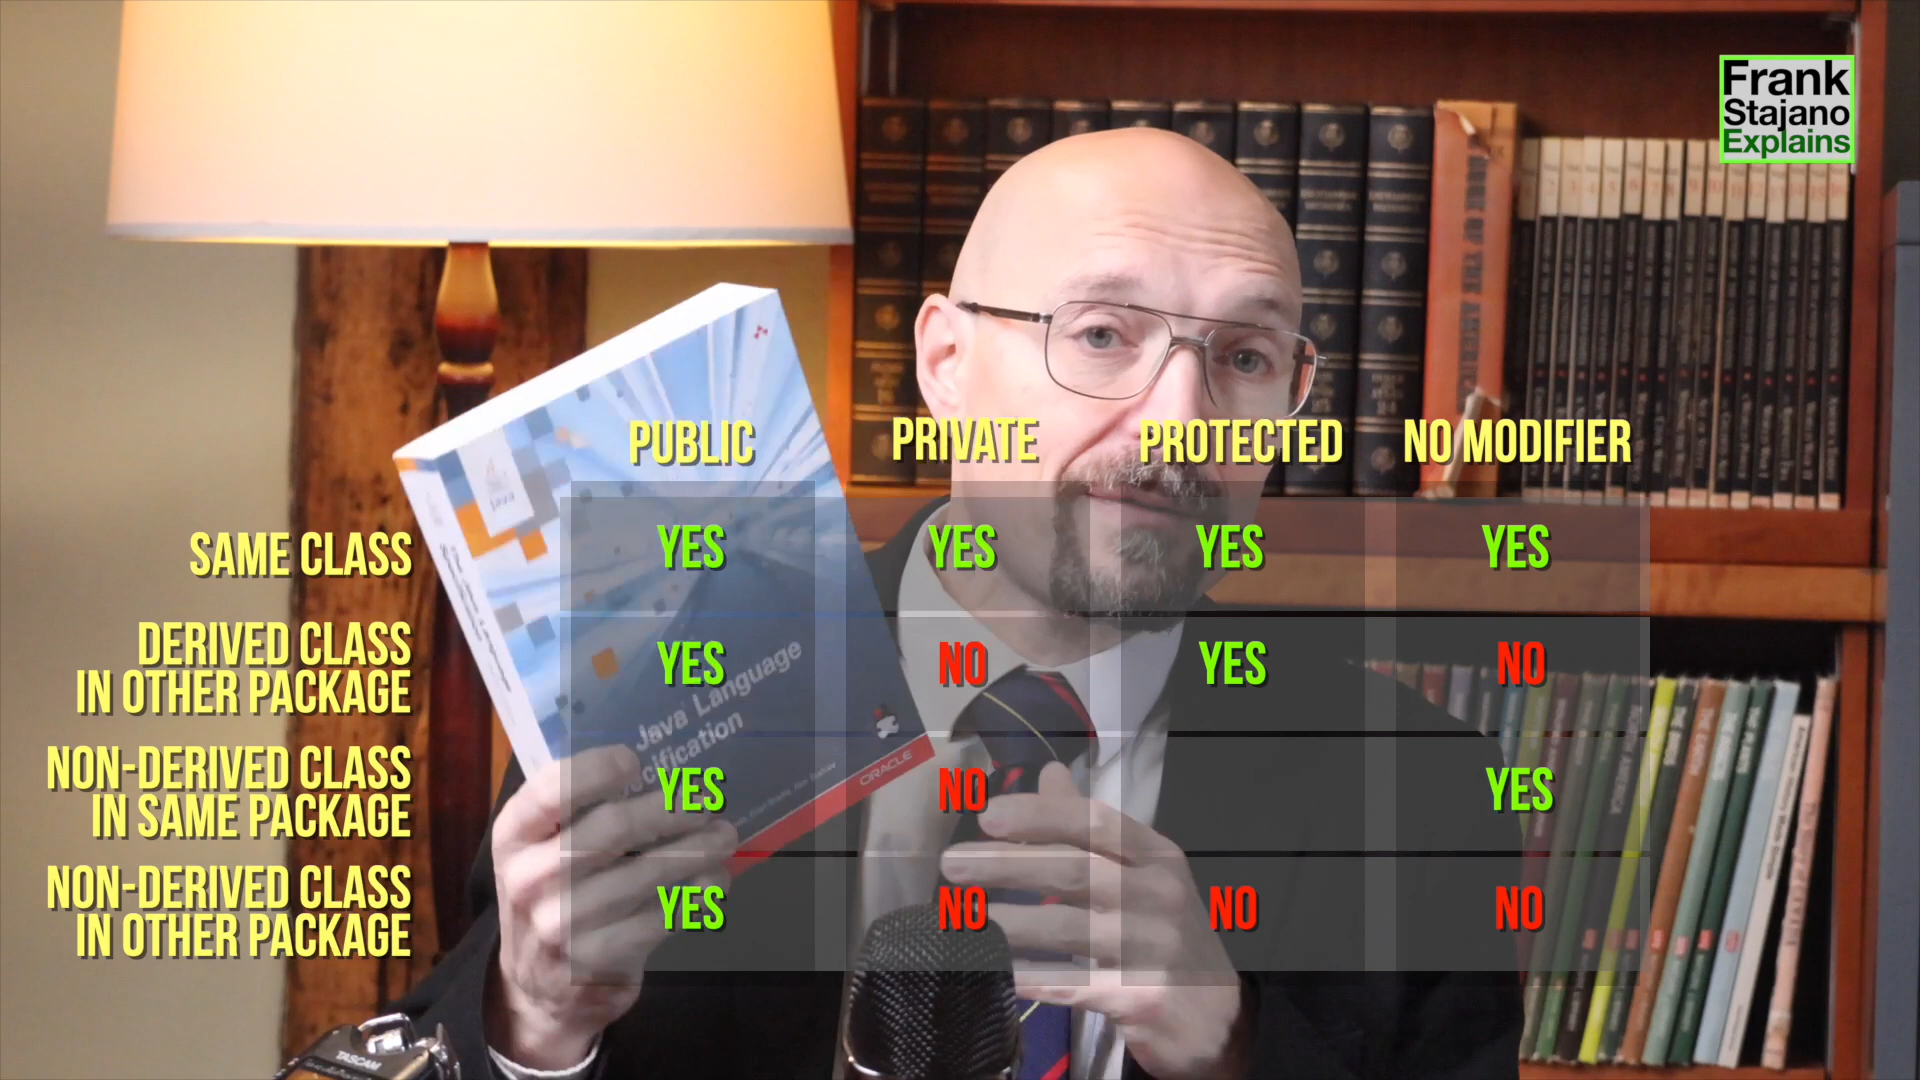 Frank
Stajano
Explains
PUBLIC PRIVATE PROTECTED NO MODIFIER
SAME CLASS YES YES YES YES
DERIVED CLASS
IN OTHER PACKAGE YES NO YES NO
NON-DERIVED CLASS
IN SAME PACKAGE YES NO YES
NON-DERIVED CLASS
IN OTHER PACKAGE YES NO NO NO
Java
Java Language
ORACLE
TASCAM